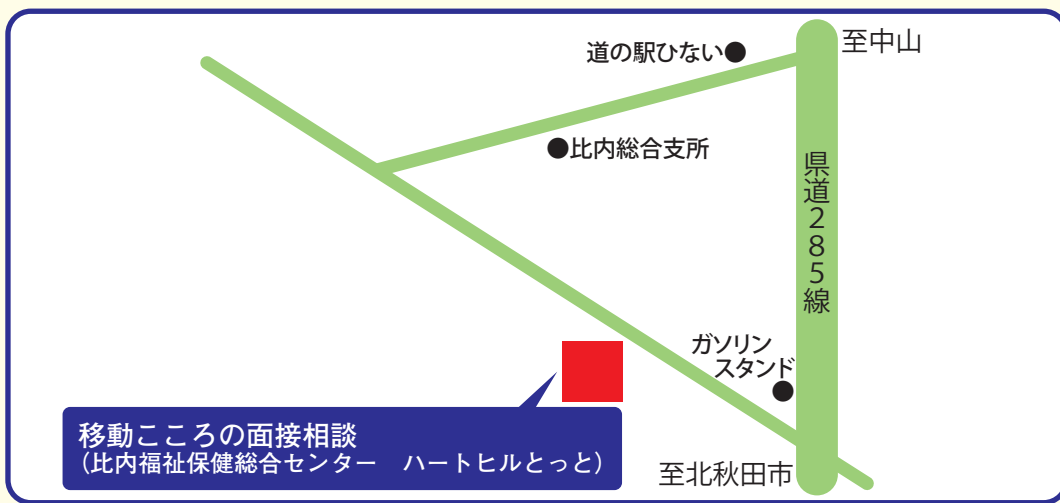 至中山
道の駅ひない
比内総合支所
県道285線
ガソリン
スタンド
移動こころの面接相談
(比内福祉保健総合センター　ハートヒルとっと)
至北秋田市